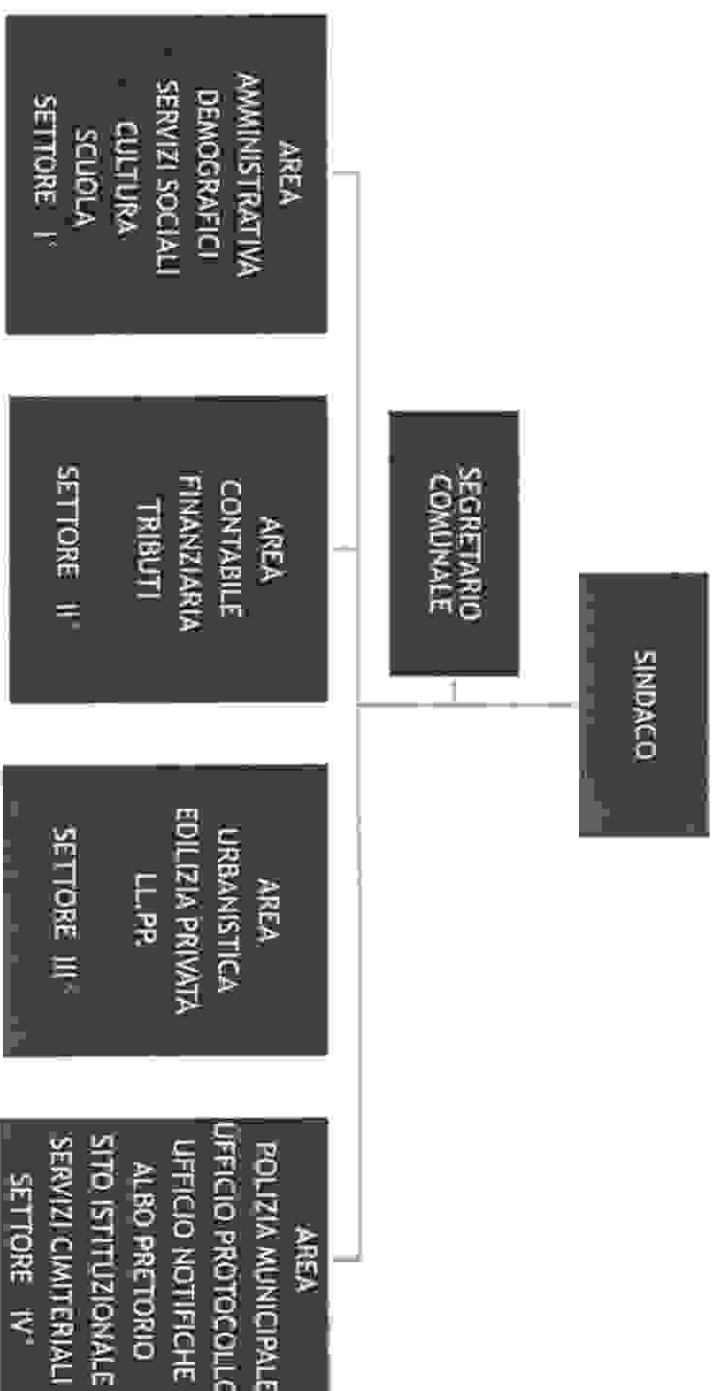 SINDACO
SEGRETARIO
COMUNALE
AREA
AMMINISTRATIVA
DEMOGRAFICI
SERVIZI SOCIALI
CULTURA
SCUOLA
SETTORE I°
AREA
CONTABILE
FINANZIARIA
TRIBUTI
SETTORE II°
AREA
URBANISTICA
EDILIZIA PRIVATA
LL.PP.
SETTORE III°
AREA
POLIZIA MUNICIPALE
UFFICIO PROTOCOLLO
UFFICIO NOTIFICHE
ALBO PRETORIO
SITO ISTITUZIONALE
SERVIZI CIMITERIALI
SETTORE IV°